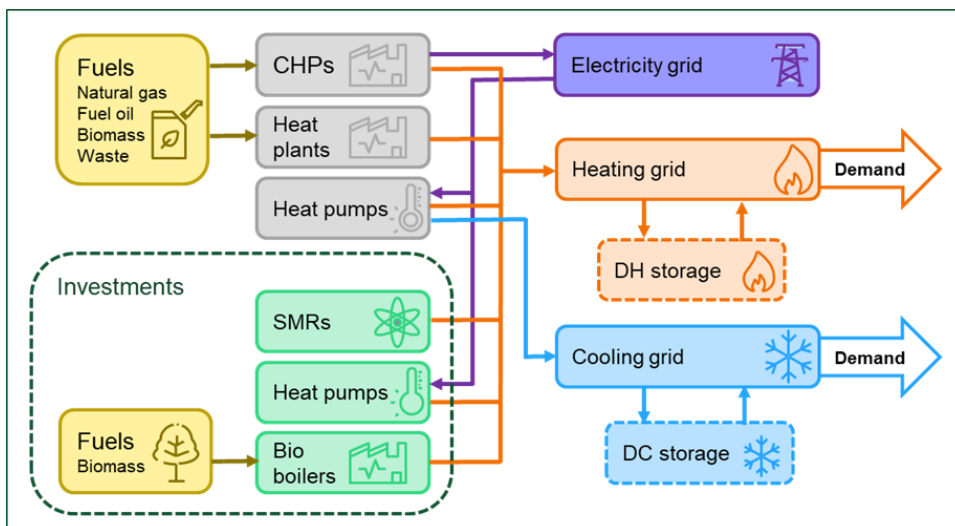 Fuels
Natural gas
Fuel oil
Biomass
Waste
CHPs
Heat
plants
Heat pumps
Electricity grid
Heating grid
Demand
DH storage
Investments
SMRs
Heat pumps
Fuels
Biomass
Bio
boilers
Cooling grid
Demand
DC storage